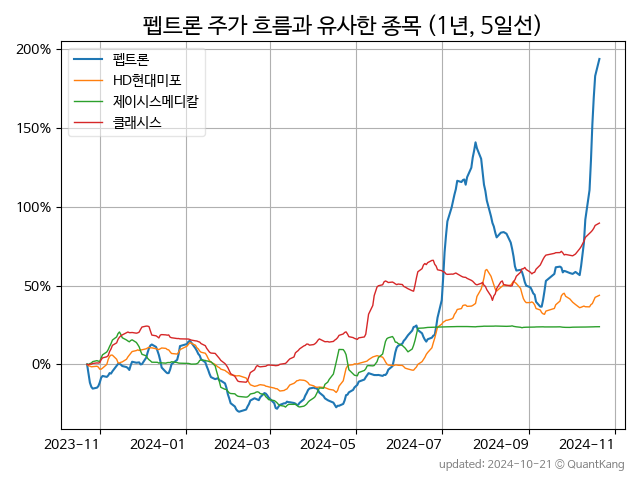 펩트론 주가 흐름과 유사한 종목 (1년, 5일선)
200%
150%
100%
50%
0%
펩트론
HD현대미포
제이시스메디칼
클래시스
2023-11 2024-01 2024-03 2024-05 2024-07 2024-09 2024-11
updated: 2024-10-21 © QuantKang